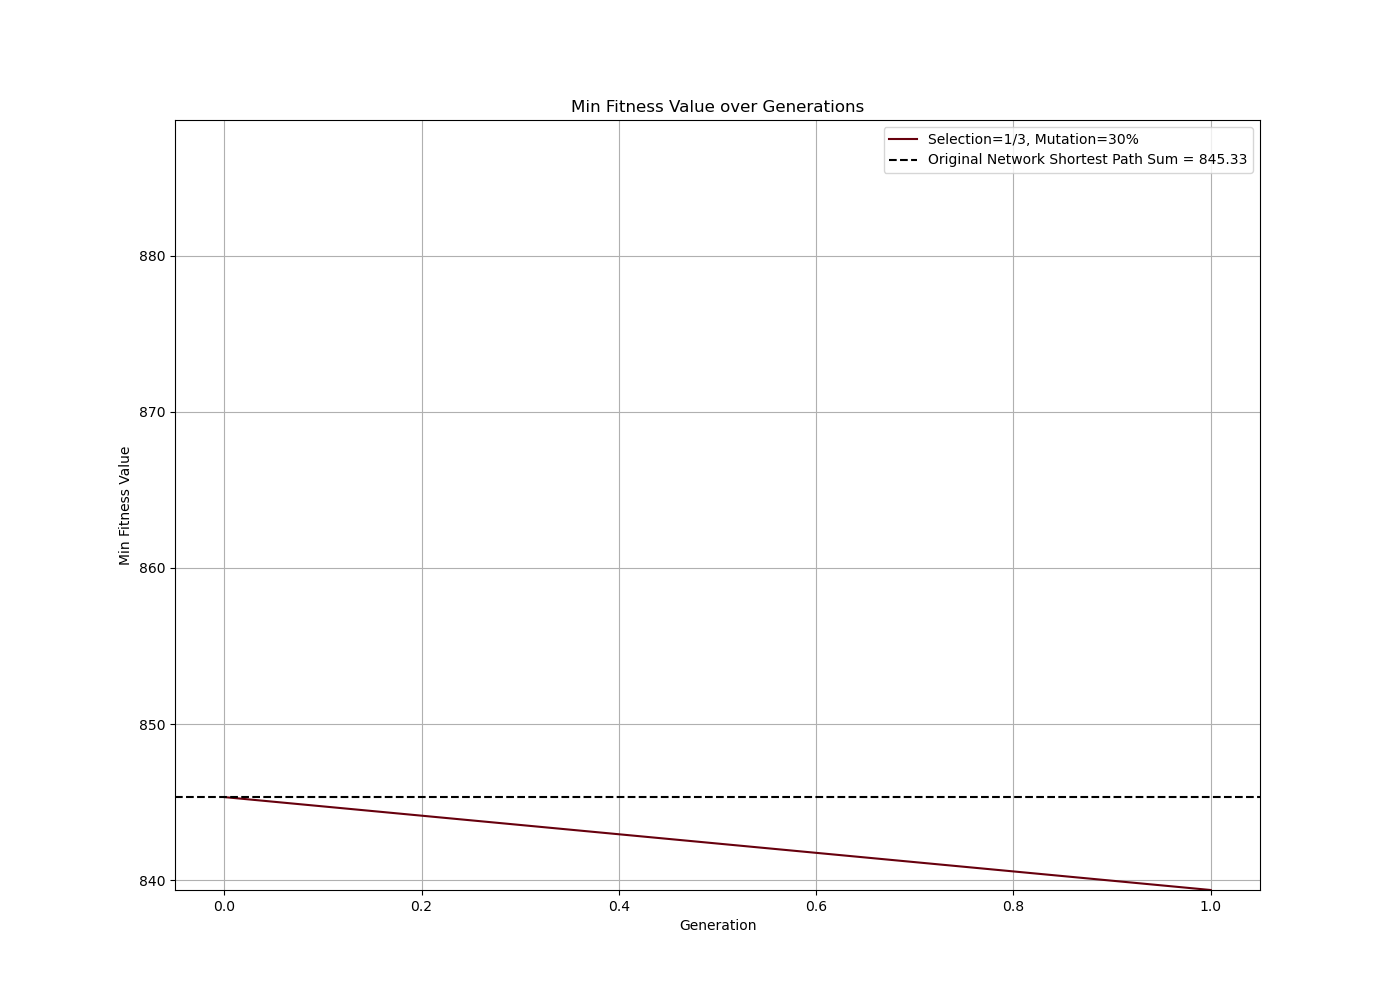 Min Fitness Value over Generations
Selection=1/3, Mutation=30%
Original Network Shortest Path Sum = 845.33
880
870
860
850
840
Min Fitness Value
0.0 0.2 0.4 0.6 0.8 1.0
Generation